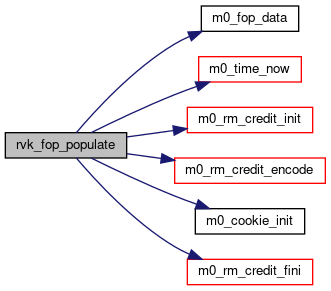 rvk_fop_populate
m0_fop_data
m0_time_now
m0_rm_credit_init
m0_rm_credit_encode
m0_cookie_init
m0_rm_credit_fini